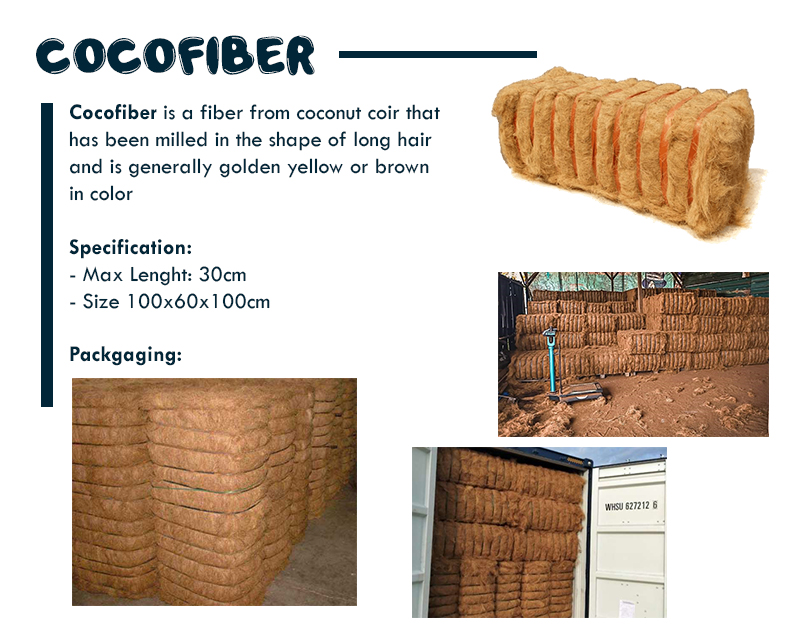 COCOFIBER
Cocofiber is a fiber from coconut coir that
has been milled in the shape of long hair
and is generally golden yellow or brown
in color
Specification:
- Max Lenght: 30cm
- Size 100x60x100cm
Packgaging:
WHSU 627212 6